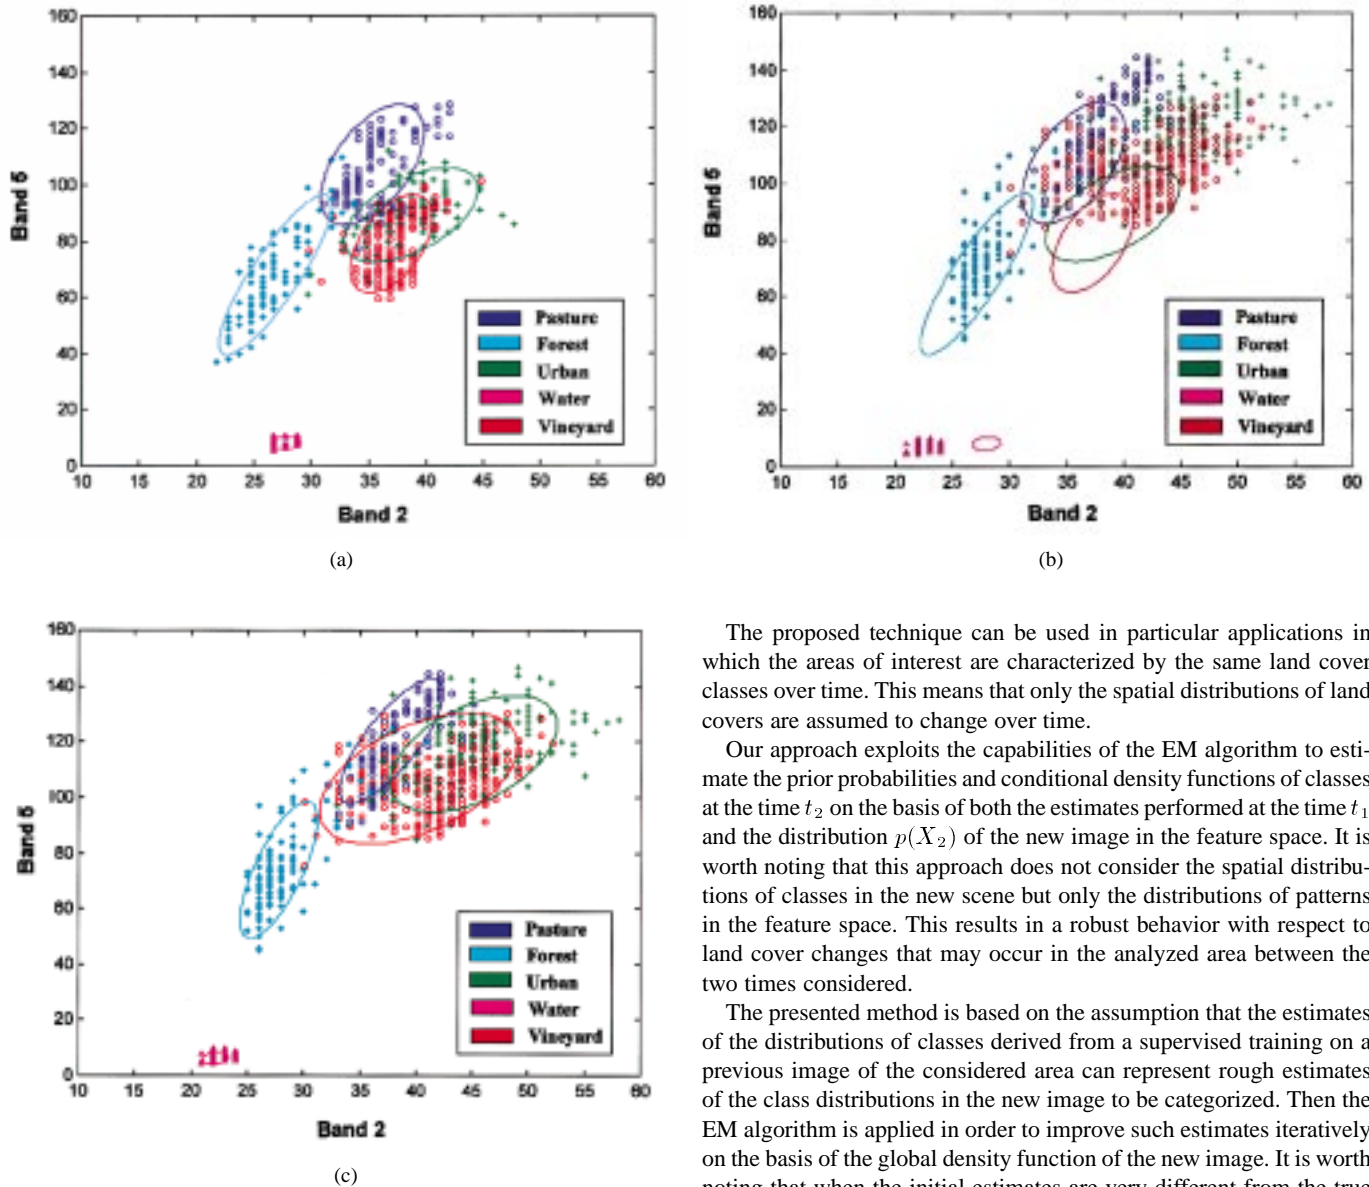 160
140
120
100
80
60
40
20
0
10 15 20 25 30 35 40 45 50 55 60
Band 5
Band 2
Pasture
Forest
Urban
Water
Vineyard
(a)
160
140
120
100
80
60
40
20
0
10 15 20 25 30 35 40 45 50 55 60
Band 5
Band 2
Pasture
Forest
Urban
Water
Vineyard
(b)
160
140
120
100
80
60
40
20
0
10 15 20 25 30 35 40 45 50 55 60
Band 5
Band 2
Pasture
Forest
Urban
Water
Vineyard
(c)
The proposed technique can be used in particular applications in
which the areas of interest are characterized by the same land cover
classes over time. This means that only the spatial distributions of land
covers are assumed to change over time.
Our approach exploits the capabilities of the EM algorithm to esti-
mate the prior probabilities and conditional density functions of classes
at the time t₂ on the basis of both the estimates performed at the time t₁
and the distribution p(X₂) of the new image in the feature space. It is
worth noting that this approach does not consider the spatial distribu-
tions of classes in the new scene but only the distributions of patterns
in the feature space. This results in a robust behavior with respect to
land cover changes that may occur in the analyzed area between the
two times considered.
The presented method is based on the assumption that the estimates
of the distributions of classes derived from a supervised training on a
previous image of the considered area can represent rough estimates
of the class distributions in the new image to be categorized. Then the
EM algorithm is applied in order to improve such estimates iteratively
on the basis of the global density function of the new image. It is worth
noting that when the initial estimates are very different from the true